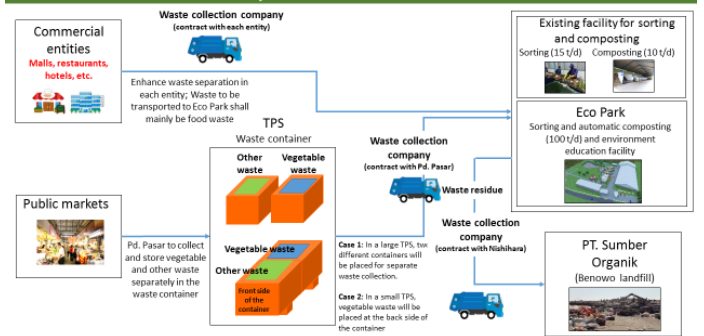 Commercial
entities
Malls, restaurants,
hotels, etc.
Waste collection company
(contract with each entity)
Enhance waste separation in
each entity; Waste to be
transported to Eco Park shall
mainly be food waste
Existing facility for sorting
and composting
Sorting (15 t/d) Composting (10 t/d)
Eco Park
Sorting and automatic composting
(100 t/d) and environment
education facility
TPS
Waste container
Other
waste
Vegetable
waste
Vegetable waste
Other waste
Front side
of the
container
Public markets
Pd. Pasar to collect
and store vegetable
and other waste
separately in the
waste container
Waste collection
company
(contract with Pd. Pasar)
Case 1: In a large TPS, two
different containers will
be placed for separate
waste collection.
Case 2: In a small TPS,
vegetable waste will be
placed at the back side of
the container
Waste residue
Waste collection
company
(contract with Nishihara)
PT. Sumber
Organik
(Benowo landfill)